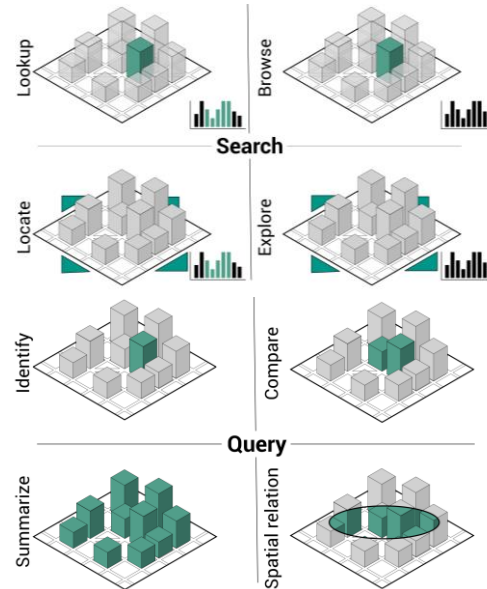 Lookup
Browse
Search
Locate
Explore
Identify
Compare
Query
Summarize
Spatial relation